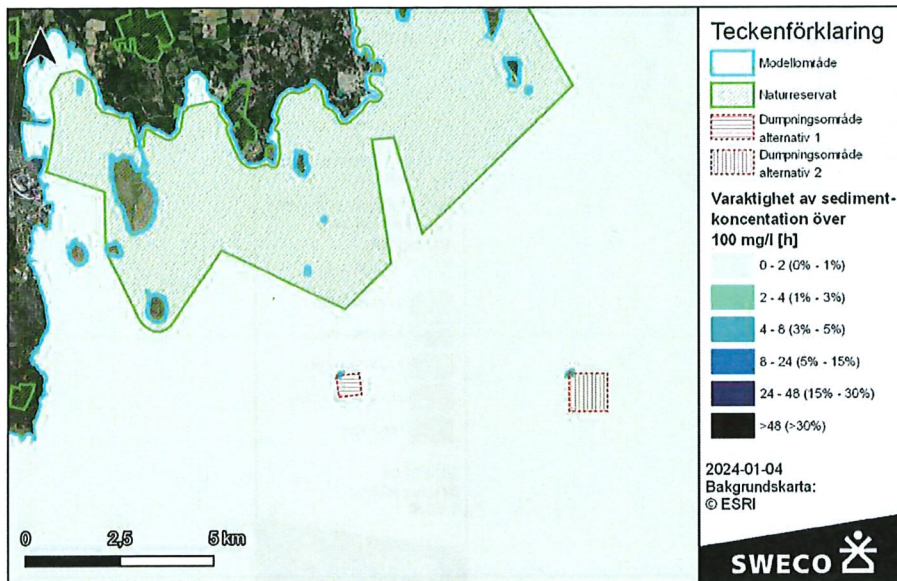 Teckenförklaring
Modellområde
Naturreservat
Dumpningsområde
alternativ 1
Dumpningsområde
alternativ 2
Varaktighet av sediment-
koncentation över
100 mg/l [h]
0 - 2 (0% - 1%)
2 - 4 (1% - 3%)
4 - 8 (3% - 5%)
8 - 24 (5% - 15%)
24 - 48 (15% - 30%)
>48 (>30%)
2024-01-04
Bakgrundskarta:
© ESRI
0 2,5 5 km
SWECO